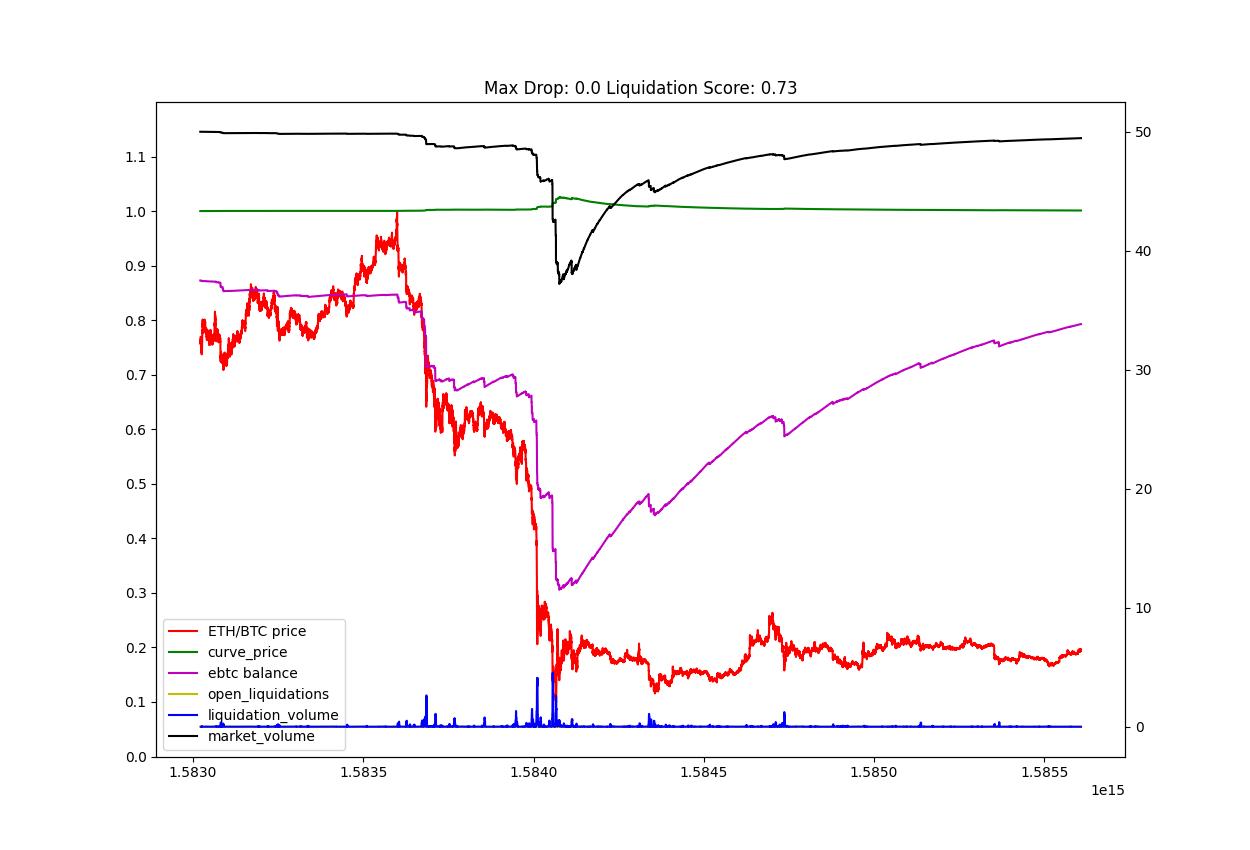 Max Drop: 0.0 Liquidation Score: 0.73
1.1
1.0
0.9
0.8
0.7
0.6
0.5
0.4
0.3
0.2
0.1
0.0
50
40
30
20
10
0
ETH/BTC price
curve_price
ebtc balance
open_liquidations
liquidation_volume
market_volume
1.5830 1.5835 1.5840 1.5845 1.5850 1.5855
1e15